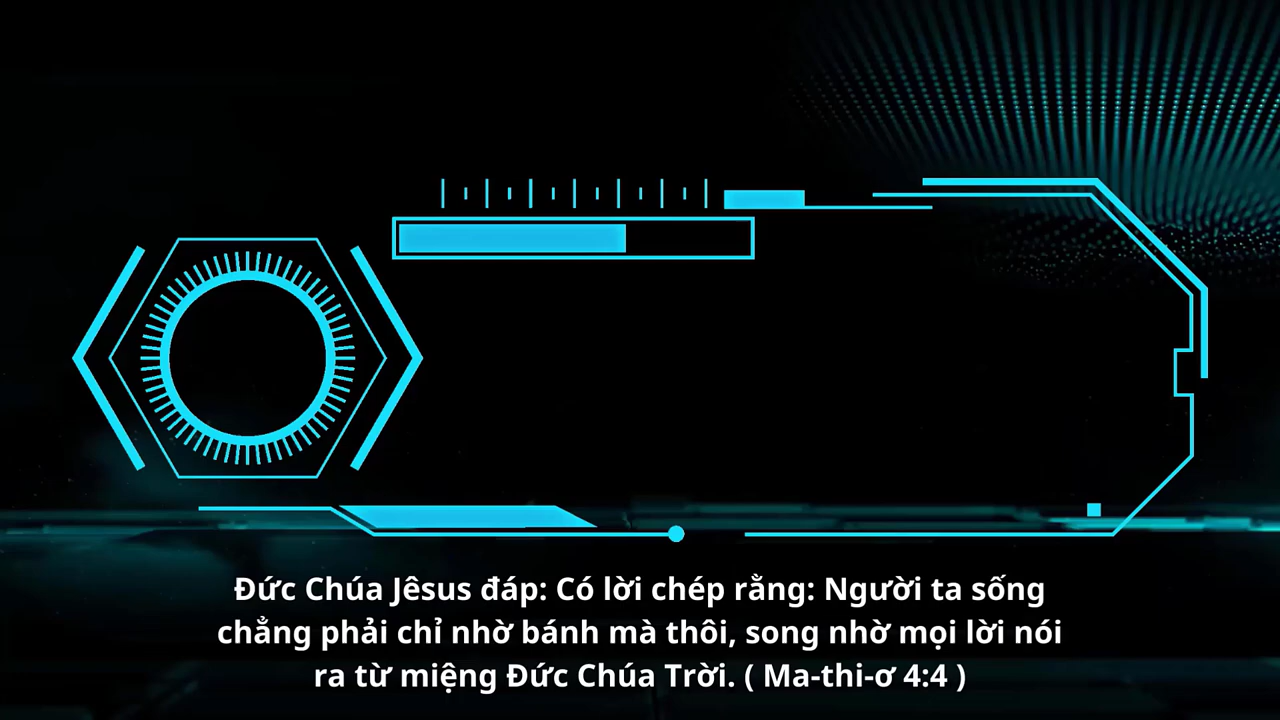 Đức Chúa Jêsus đáp: Có lời chép rằng: Người ta sống
chẳng phải chỉ nhờ bánh mà thôi, song nhờ mọi lời nói
ra từ miệng Đức Chúa Trời. ( Ma-thi-ơ 4:4 )